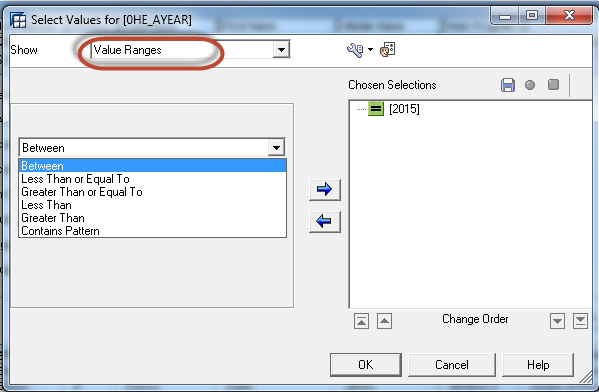 Select Values for [0HE_AYEAR]
Show Value Ranges
Chosen Selections
[2015]
Between
Between
Less Than or Equal To
Greater Than or Equal To
Less Than
Greater Than
Contains Pattern
Change Order
OK Cancel Help